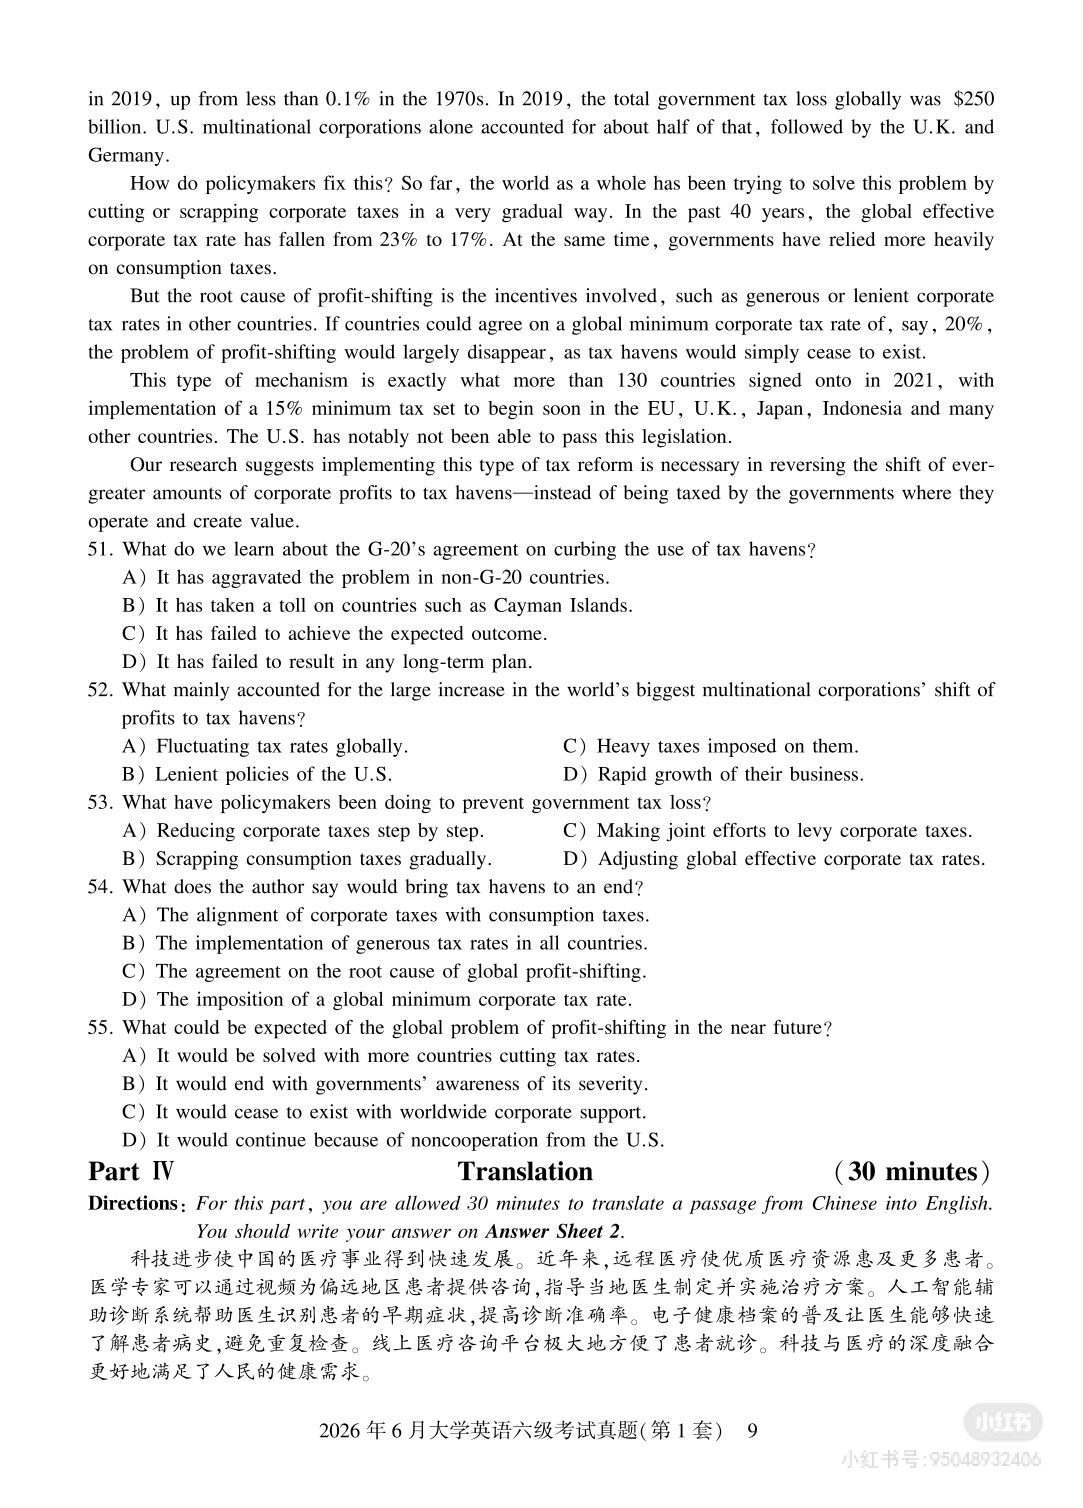 in 2019, up from less than 0.1% in the 1970s. In 2019, the total government tax loss globally was $250
billion. U.S. multinational corporations alone accounted for about half of that, followed by the U.K. and
Germany.
How do policymakers fix this? So far, the world as a whole has been trying to solve this problem by
cutting or scrapping corporate taxes in a very gradual way. In the past 40 years, the global effective
corporate tax rate has fallen from 23% to 17%. At the same time, governments have relied more heavily
on consumption taxes.
But the root cause of profit-shifting is the incentives involved, such as generous or lenient corporate
tax rates in other countries. If countries could agree on a global minimum corporate tax rate of, say, 20%,
the problem of profit-shifting would largely disappear, as tax havens would simply cease to exist.
This type of mechanism is exactly what more than 130 countries signed onto in 2021, with
implementation of a 15% minimum tax set to begin soon in the EU, U.K., Japan, Indonesia and many
other countries. The U.S. has notably not been able to pass this legislation.
Our research suggests implementing this type of tax reform is necessary in reversing the shift of ever-
greater amounts of corporate profits to tax havens—instead of being taxed by the governments where they
operate and create value.
51. What do we learn about the G-20's agreement on curbing the use of tax havens?
A) It has aggravated the problem in non-G-20 countries.
B) It has taken a toll on countries such as Cayman Islands.
C) It has failed to achieve the expected outcome.
D) It has failed to result in any long-term plan.
52. What mainly accounted for the large increase in the world's biggest multinational corporations' shift of
profits to tax havens?
A) Fluctuating tax rates globally. C) Heavy taxes imposed on them.
B) Lenient policies of the U.S. D) Rapid growth of their business.
53. What have policymakers been doing to prevent government tax loss?
A) Reducing corporate taxes step by step. C) Making joint efforts to levy corporate taxes.
B) Scrapping consumption taxes gradually. D) Adjusting global effective corporate tax rates.
54. What does the author say would bring tax havens to an end?
A) The alignment of corporate taxes with consumption taxes.
B) The implementation of generous tax rates in all countries.
C) The agreement on the root cause of global profit-shifting.
D) The imposition of a global minimum corporate tax rate.
55. What could be expected of the global problem of profit-shifting in the near future?
A) It would be solved with more countries cutting tax rates.
B) It would end with governments' awareness of its severity.
C) It would cease to exist with worldwide corporate support.
D) It would continue because of noncooperation from the U.S.
Part Ⅳ Translation (30 minutes)
Directions: For this part, you are allowed 30 minutes to translate a passage from Chinese into English.
You should write your answer on Answer Sheet 2.
科技进步使中国的医疗事业得到快速发展。近年来,远程医疗使优质医疗资源惠及更多患者。
医学专家可以通过视频为偏远地区患者提供咨询,指导当地医生制定并实施治疗方案。人工智能辅
助诊断系统帮助医生识别患者的早期症状,提高诊断准确率。电子健康档案的普及让医生能够快速
了解患者病史,避免重复检查。线上医疗咨询平台极大地方便了患者就诊。科技与医疗的深度融合
更好地满足了人民的健康需求。
2026年6月大学英语六级考试真题(第1套) 9
小红书
小红书号:95048932406